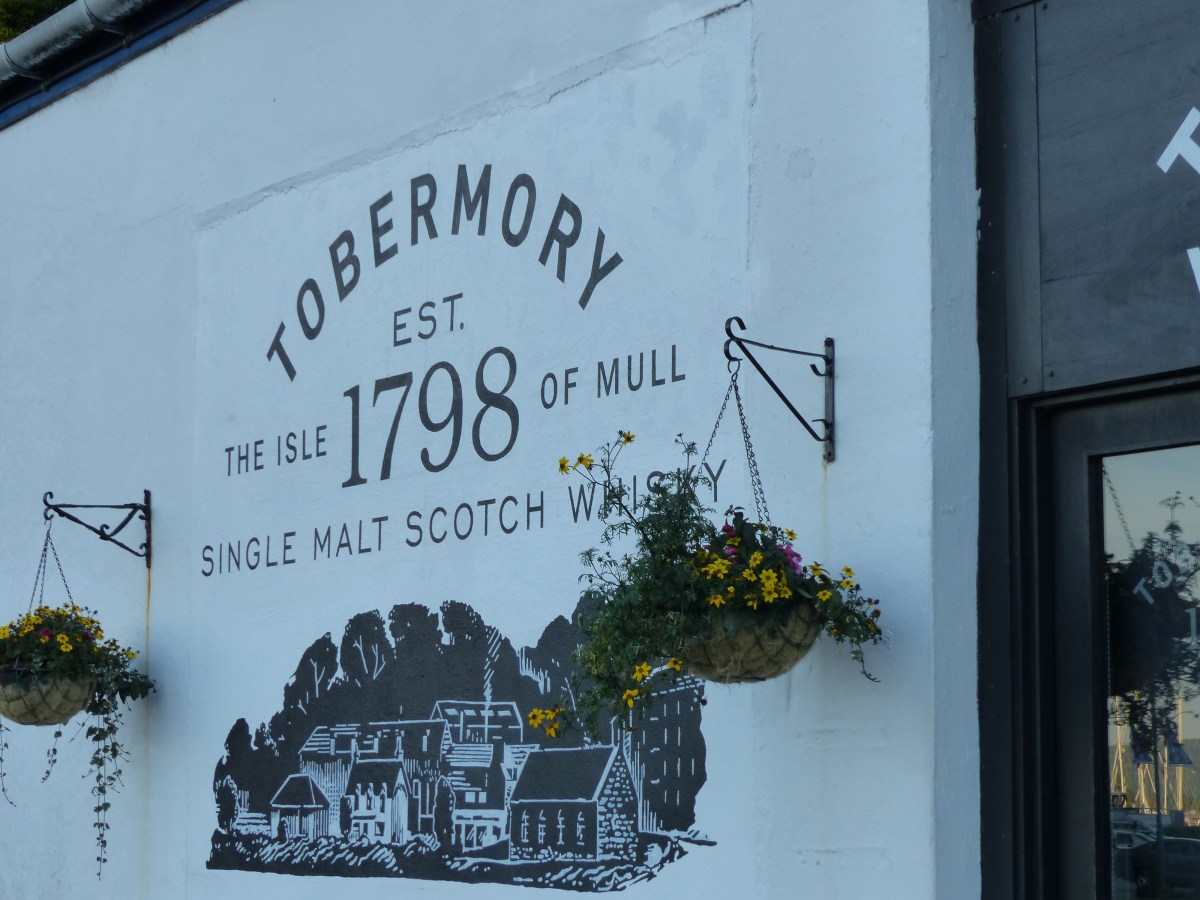 TOBERMORY
EST.
THE ISLE 1798 OF MULL
SINGLE MALT SCOTCH WHISKY